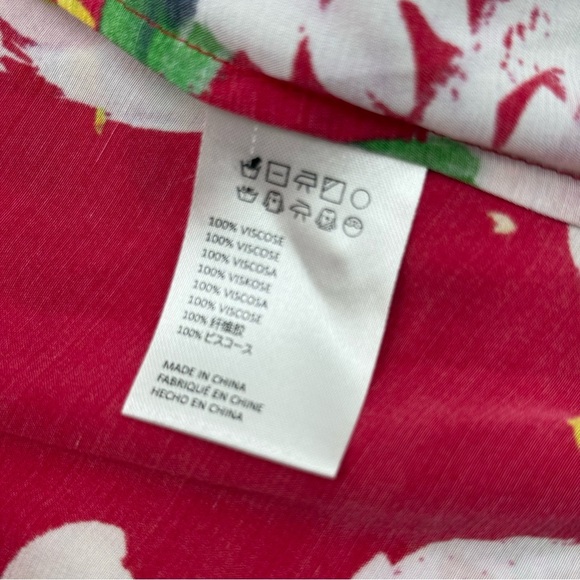 100% VISCOSE
100% VISCOSE
100% VISCOSA
100% VISKOSE
100% VISCOSA
100% VISCOSE
100% 纤维胶
100% ビスコース
MADE IN CHINA
FABRIQUÉ EN CHINE
HECHO EN CHINA